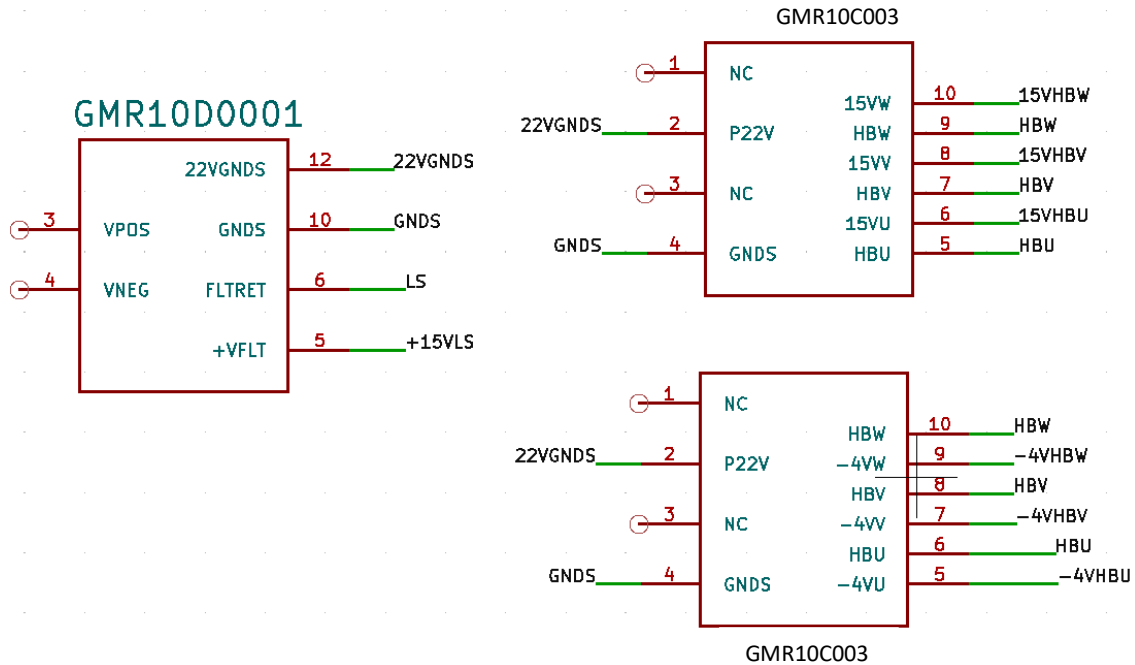 GMR10D0001
22VGNDS 12 22VGNDS
3 VPOS GNDS 10 GNDS
4 VNEG FLTRET 6 LS
+VFLT 5 +15VLS
GMR10C003
1 NC
15VW 10 15VHBW
22VGNDS 2 P22V HBW 9 HBW
15VV 8 15VHBV
3 NC HBV 7 HBV
15VU 6 15VHBU
GNDS 4 GNDS HBU 5 HBU
1 NC
HBW 10 HBW
22VGNDS 2 P22V -4VW 9 -4VHBW
HBV 8 HBV
3 NC -4VV 7 -4VHBV
HBU 6 HBU
GNDS 4 GNDS -4VU 5 -4VHBU
GMR10C003